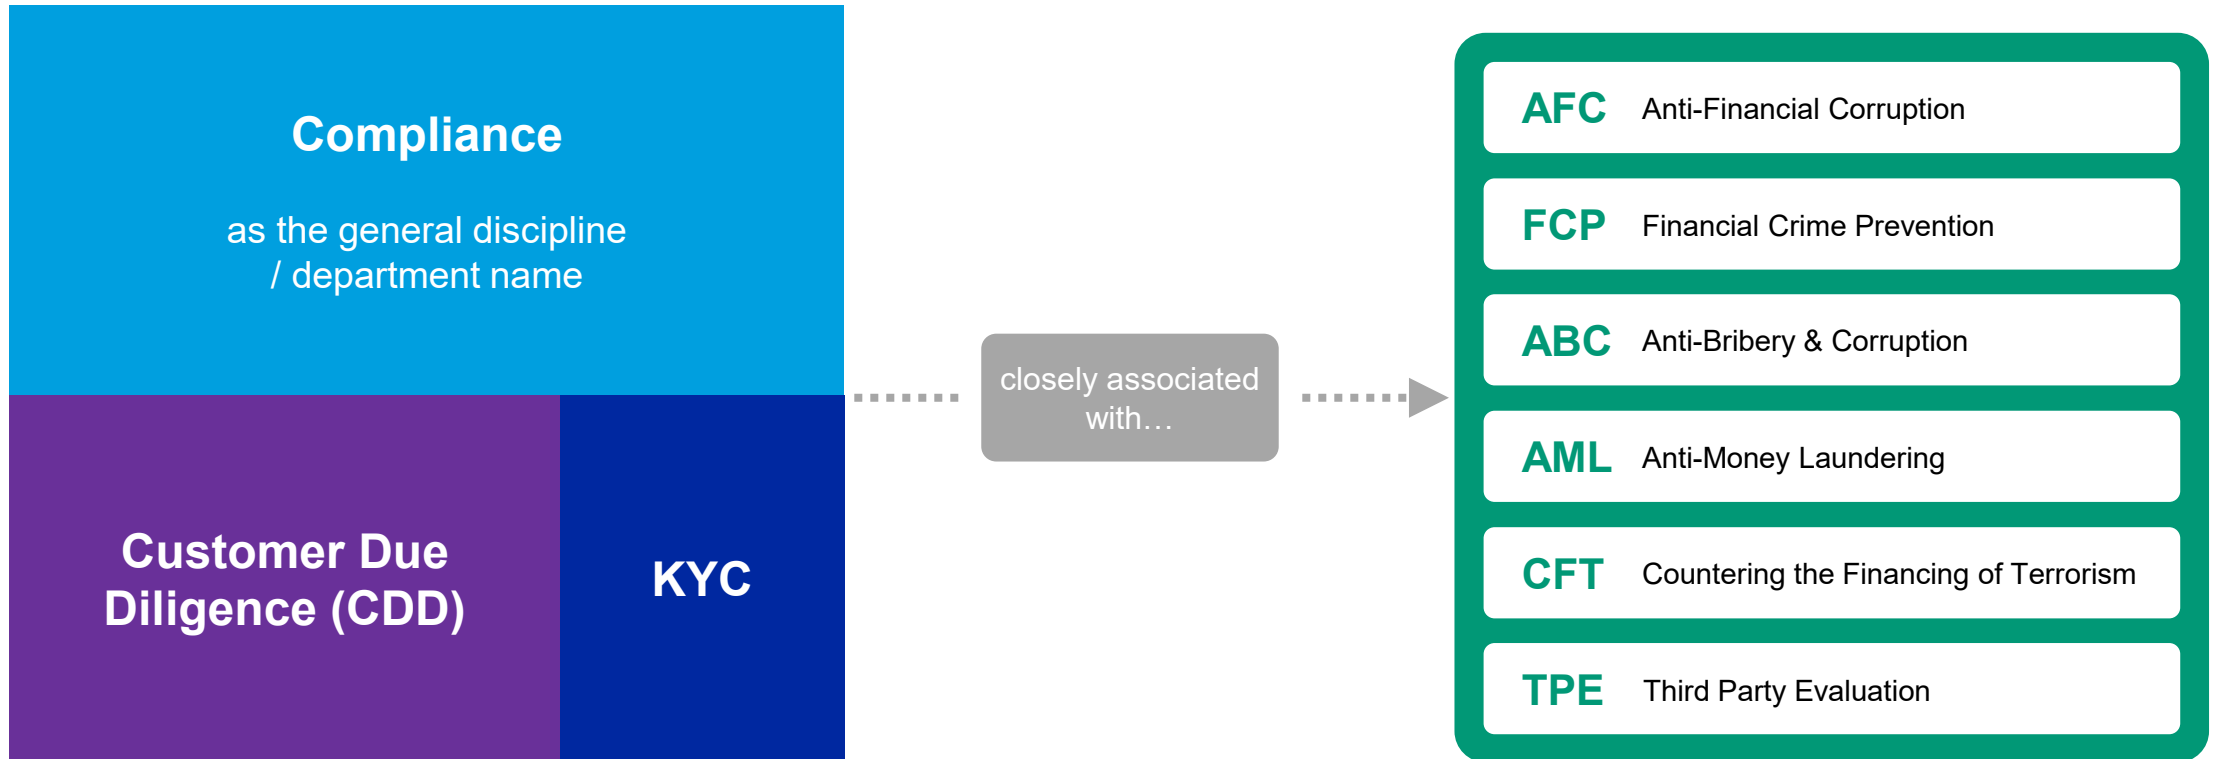 Compliance
as the general discipline
/ department name
Customer Due
Diligence (CDD)
KYC
closely associated
with…
AFC Anti-Financial Corruption
FCP Financial Crime Prevention
ABC Anti-Bribery & Corruption
AML Anti-Money Laundering
CFT Countering the Financing of Terrorism
TPE Third Party Evaluation